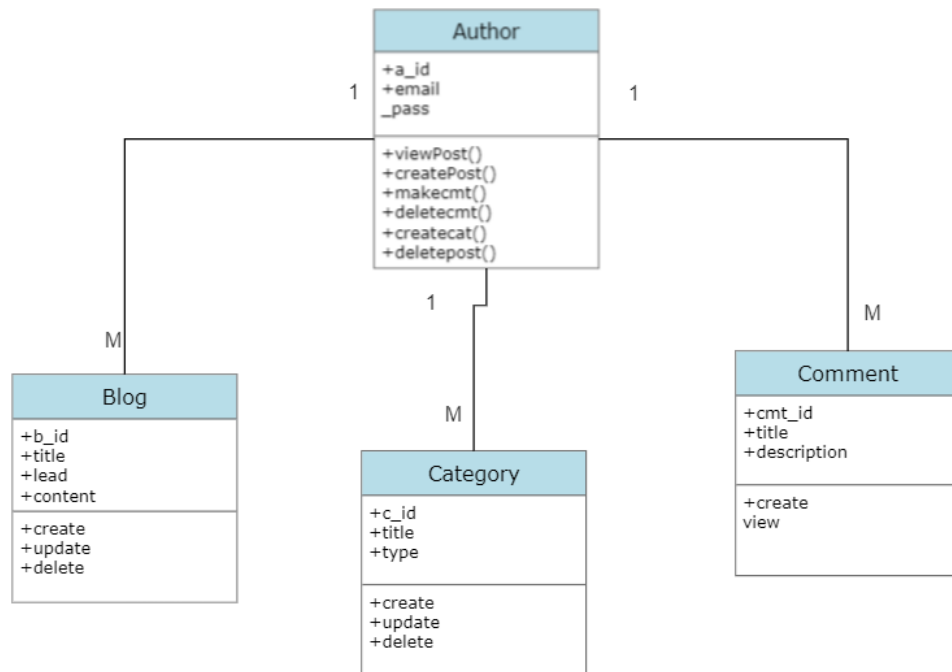 Author
+a_id
+email
_pass
+viewPost()
+createPost()
+makecmt()
+deletecmt()
+createcat()
+deletepost()
1
1
1
M
M
M
Blog
+b_id
+title
+lead
+content
+create
+update
+delete
Category
+c_id
+title
+type
+create
+update
+delete
Comment
+cmt_id
+title
+description
+create
view